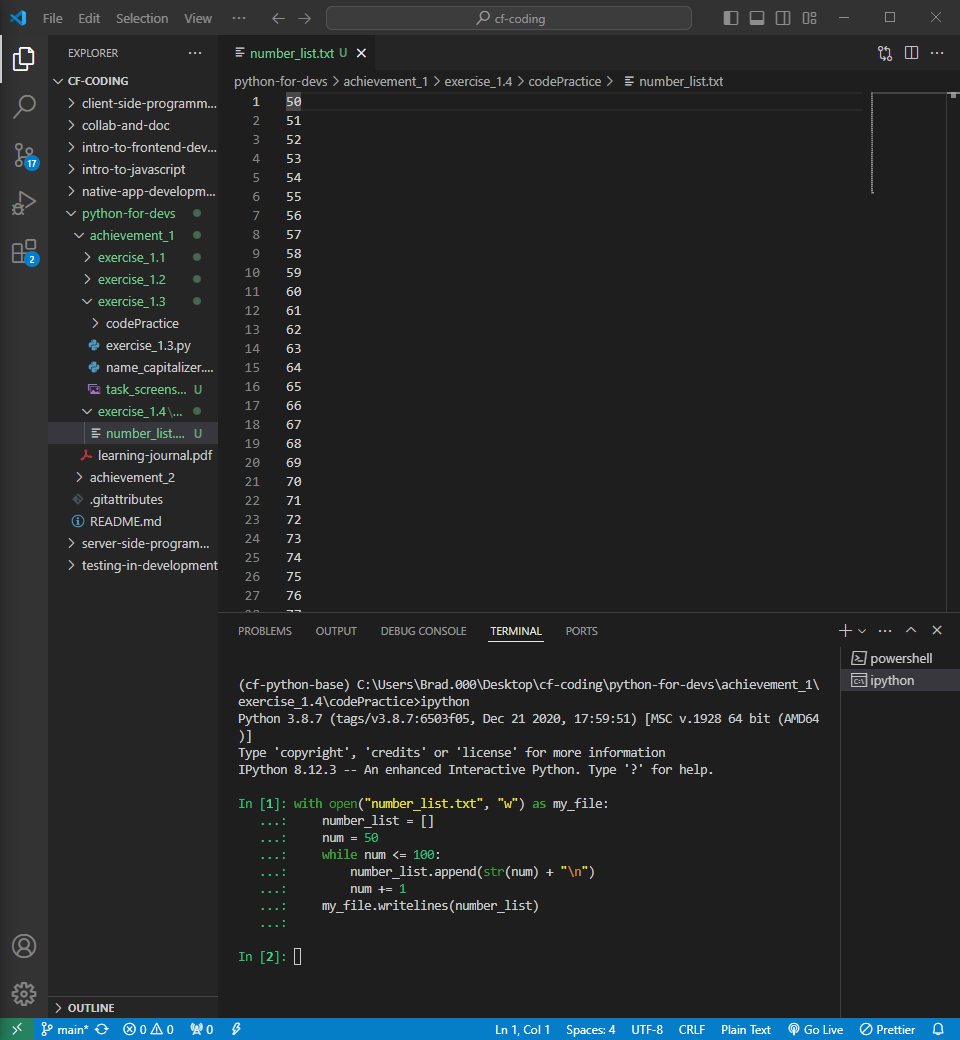 File Edit Selection View ··· cf-coding
EXPLORER ···
CF-CODING
client-side-programm...
collab-and-doc
intro-to-frontend-dev...
intro-to-javascript
native-app-developm...
python-for-devs
achievement_1
exercise_1.1
exercise_1.2
exercise_1.3
codePractice
exercise_1.3.py
name_capitalizer....
task_screens... U
exercise_1.4\...
number_list.... U
learning-journal.pdf
achievement_2
.gitattributes
README.md
server-side-program...
testing-in-development
OUTLINE
17
2
number_list.txt U
python-for-devs > achievement_1 > exercise_1.4 > codePractice > number_list.txt
1 50
2 51
3 52
4 53
5 54
6 55
7 56
8 57
9 58
10 59
11 60
12 61
13 62
14 63
15 64
16 65
17 66
18 67
19 68
20 69
21 70
22 71
23 72
24 73
25 74
26 75
27 76
PROBLEMS OUTPUT DEBUG CONSOLE TERMINAL PORTS
powershell
ipython
(cf-python-base) C:\Users\Brad.000\Desktop\cf-coding\python-for-devs\achievement_1\
exercise_1.4\codePractice>ipython
Python 3.8.7 (tags/v3.8.7:6503f05, Dec 21 2020, 17:59:51) [MSC v.1928 64 bit (AMD64
)]
Type 'copyright', 'credits' or 'license' for more information
IPython 8.12.3 -- An enhanced Interactive Python. Type '?' for help.
In [1]: with open("number_list.txt", "w") as my_file:
...: number_list = []
...: num = 50
...: while num <= 100:
...: number_list.append(str(num) + "\n")
...: num += 1
...: my_file.writelines(number_list)
...:
In [2]:
main* 0 0 0 Ln 1, Col 1 Spaces: 4 UTF-8 CRLF Plain Text Go Live Prettier